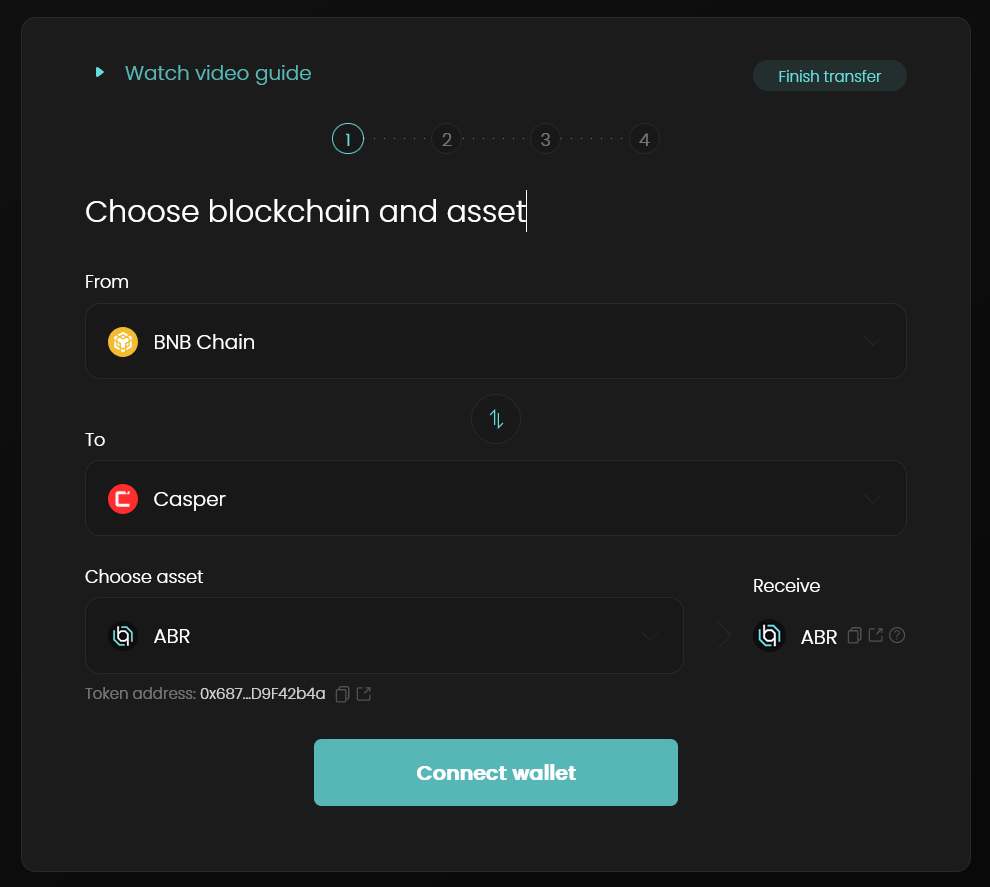 Watch video guide
Finish transfer
1 2 3 4
Choose blockchain and asset
From
BNB Chain
To
Casper
Choose asset
Receive
ABR
ABR
Token address: 0x687...D9F42b4a
Connect wallet